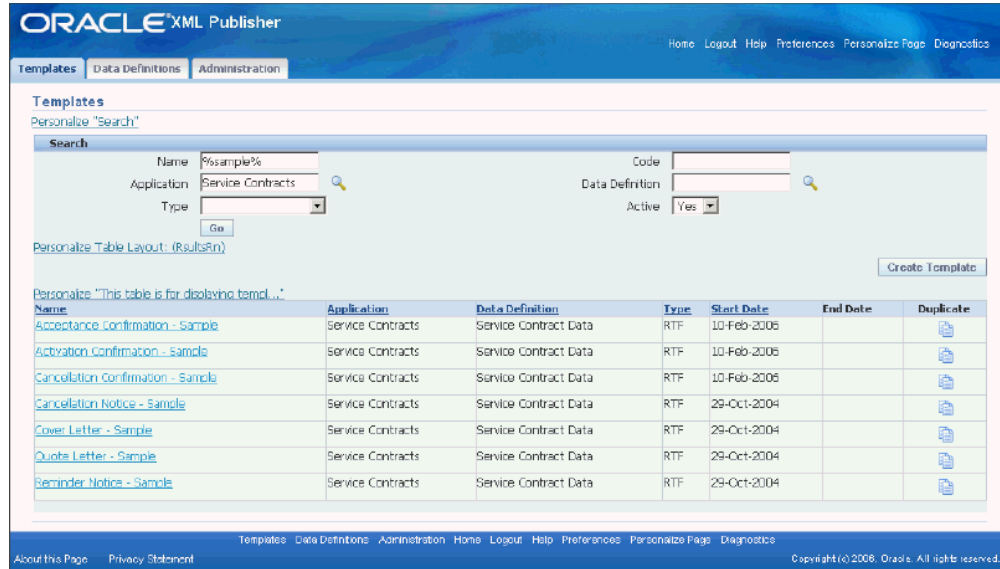 ORACLE XML Publisher
Home Logout Help Preferences Personalize Page Diagnostics
Templates Data Definitions Administration
Templates
Personalize "Search"
Search
Name %sample% Code
Application Service Contracts Data Definition
Type Active Yes
Go
Personalize Table Layout: (RsultsRn)
Create Template
Personalize "This table is for displaying templ..."
Name Application Data Definition Type Start Date End Date Duplicate
Acceptance Confirmation - Sample Service Contracts Service Contract Data RTF 10-Feb-2006
Activation Confirmation - Sample Service Contracts Service Contract Data RTF 10-Feb-2006
Cancellation Confirmation - Sample Service Contracts Service Contract Data RTF 10-Feb-2006
Cancellation Notice - Sample Service Contracts Service Contract Data RTF 29-Oct-2004
Cover Letter - Sample Service Contracts Service Contract Data RTF 29-Oct-2004
Quote Letter - Sample Service Contracts Service Contract Data RTF 29-Oct-2004
Reminder Notice - Sample Service Contracts Service Contract Data RTF 29-Oct-2004
Templates Data Definitions Administration Home Logout Help Preferences Personalize Page Diagnostics
About this Page Privacy Statement Copyright (c) 2006, Oracle. All rights reserved.